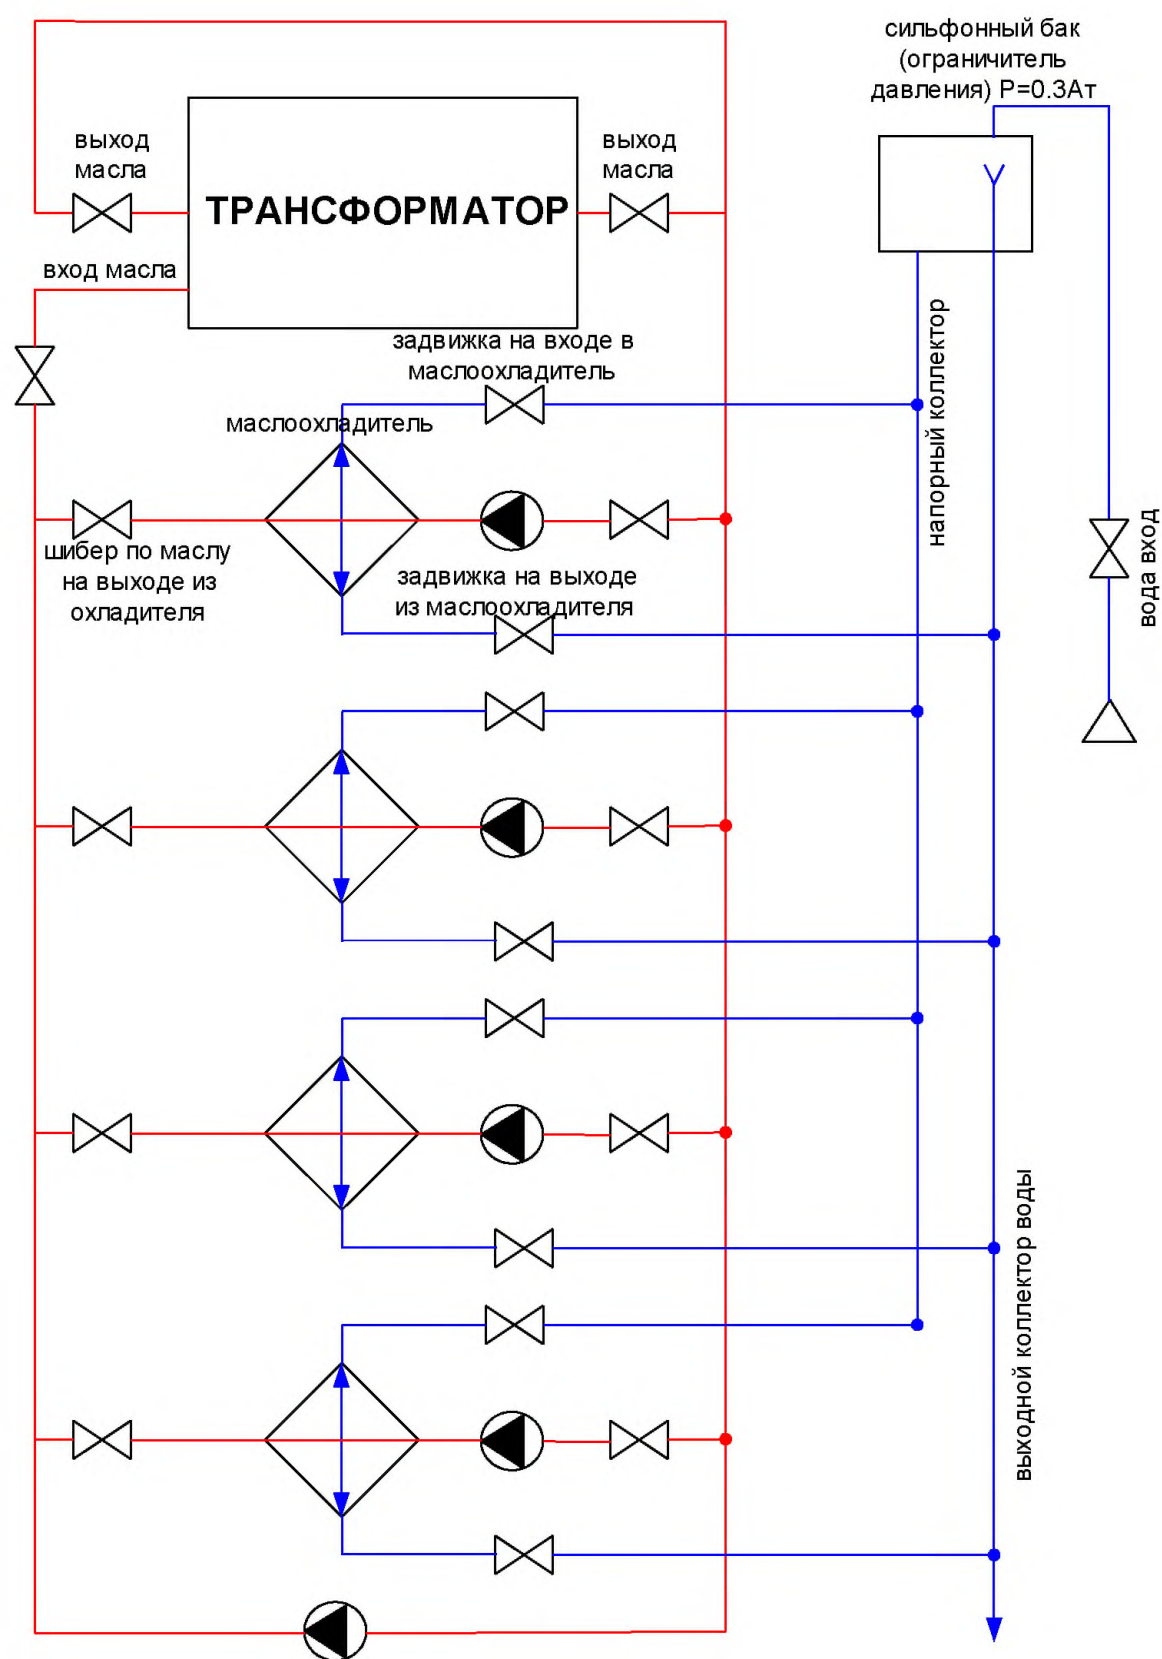 сильфонный бак
(ограничитель
давления) Р=0.3Ат
выход
масла
выход
масла
ТРАНСФОРМАТОР
вход масла
задвижка на входе в
маслоохладитель
маслоохладитель
напорный коллектор
вода вход
шибер по маслу
на выходе из
охладителя
задвижка на выходе
из маслоохладителя
выходной коллектор воды